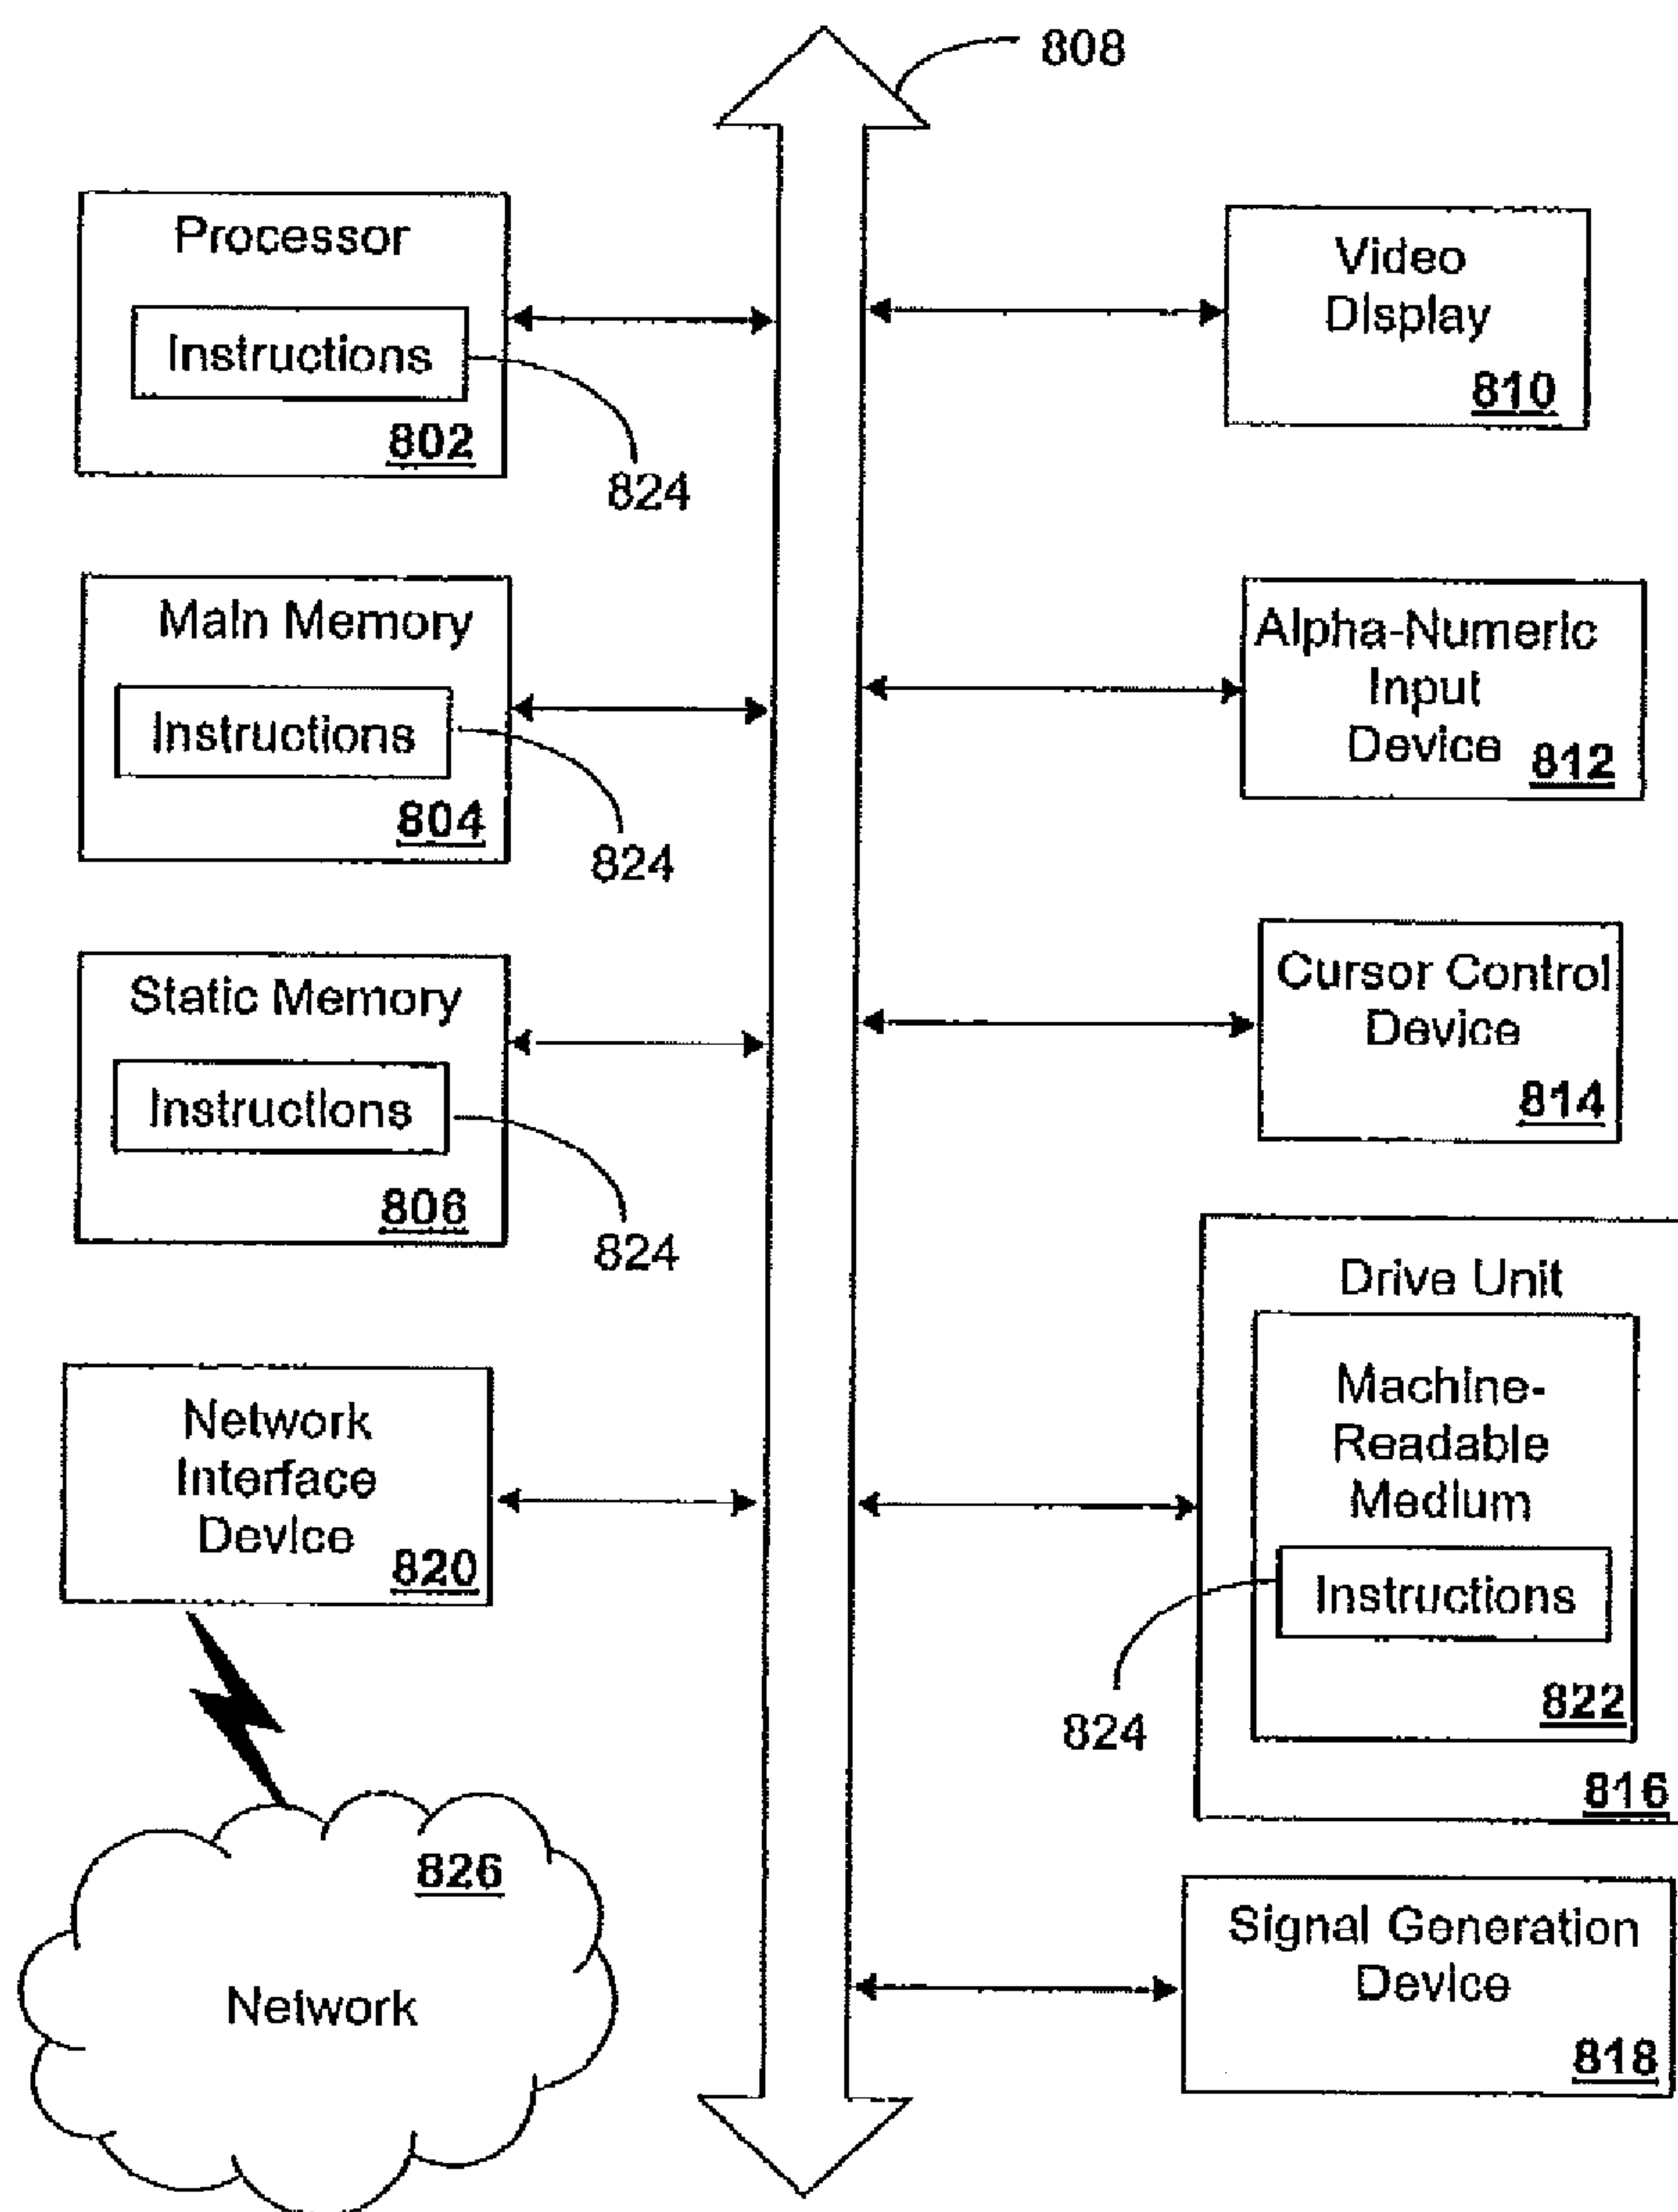 808
Processor
Instructions
802
824
Main Memory
Instructions
804
824
Static Memory
Instructions
806
824
Network
Interface
Device
820
826
Network
Video
Display
810
Alpha-Numeric
Input
Device
812
Cursor Control
Device
814
Drive Unit
Machine-
Readable
Medium
Instructions
824
822
816
Signal Generation
Device
818